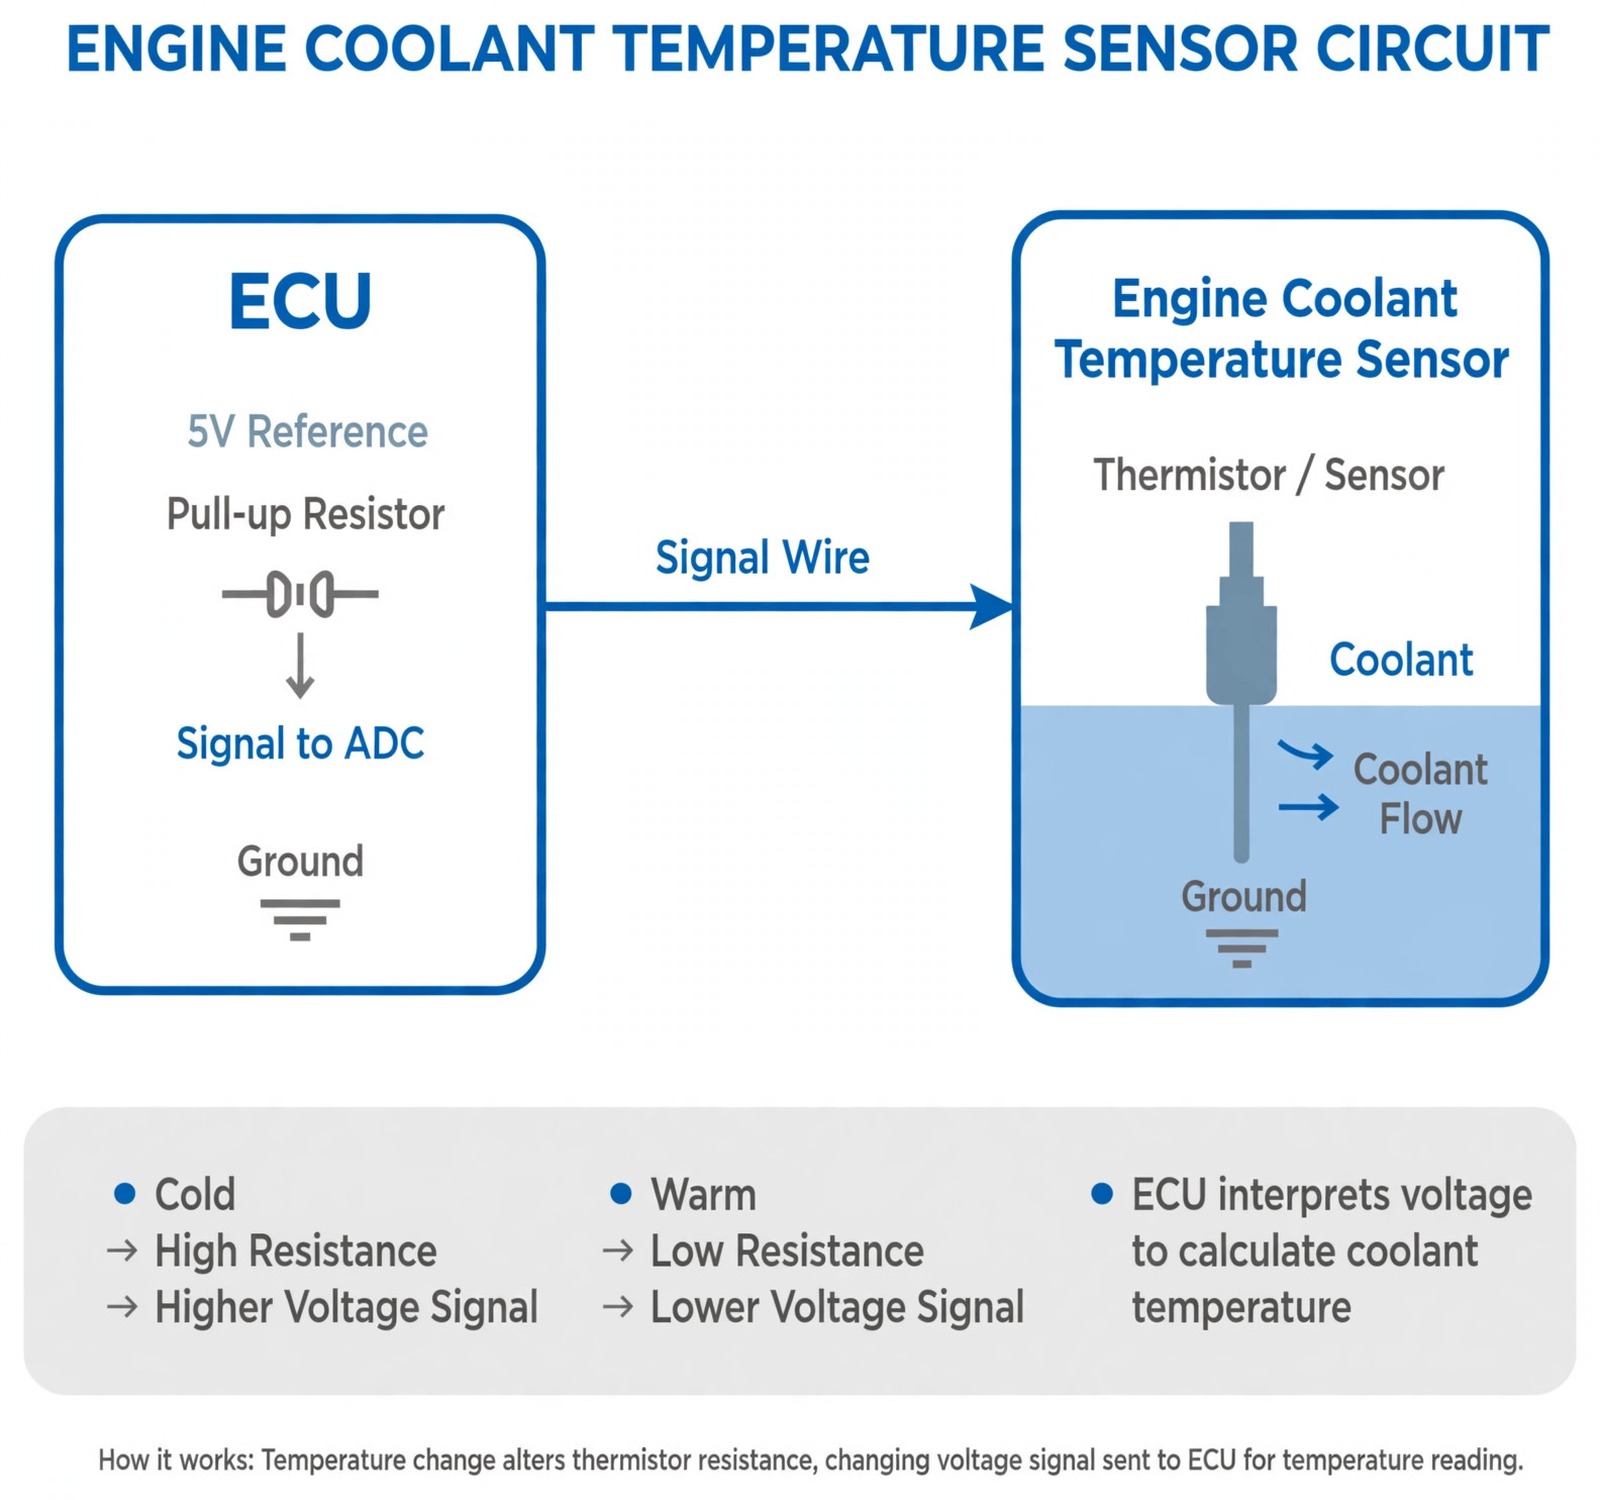 ENGINE COOLANT TEMPERATURE SENSOR CIRCUIT
ECU
5V Reference
Pull-up Resistor
Signal to ADC
Ground
Signal Wire
Engine Coolant
Temperature Sensor
Thermistor / Sensor
Coolant
Coolant
Flow
Ground
● Cold
→ High Resistance
→ Higher Voltage Signal
● Warm
→ Low Resistance
→ Lower Voltage Signal
● ECU interprets voltage
to calculate coolant
temperature
How it works: Temperature change alters thermistor resistance, changing voltage signal sent to ECU for temperature reading.